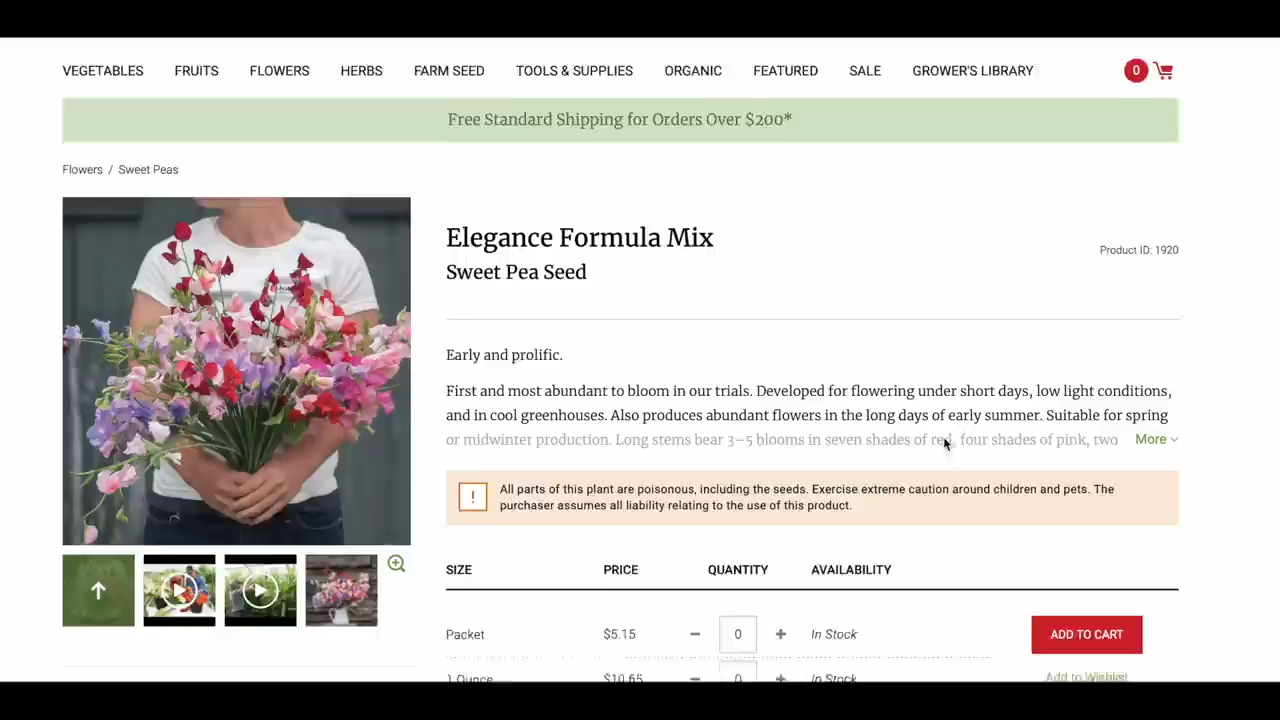 VEGETABLES FRUITS FLOWERS HERBS FARM SEED TOOLS & SUPPLIES ORGANIC FEATURED SALE GROWER'S LIBRARY 0
Free Standard Shipping for Orders Over $200*
Flowers / Sweet Peas
Elegance Formula Mix
Product ID: 1920
Sweet Pea Seed
Early and prolific.
First and most abundant to bloom in our trials. Developed for flowering under short days, low light conditions,
and in cool greenhouses. Also produces abundant flowers in the long days of early summer. Suitable for spring
or midwinter production. Long stems bear 3–5 blooms in seven shades of red, four shades of pink, two More
! All parts of this plant are poisonous, including the seeds. Exercise extreme caution around children and pets. The
purchaser assumes all liability relating to the use of this product.
SIZE PRICE QUANTITY AVAILABILITY
Packet $5.15 − 0 + In Stock ADD TO CART
1 Ounce $10.65 − 0 + In Stock Add to Wishlist